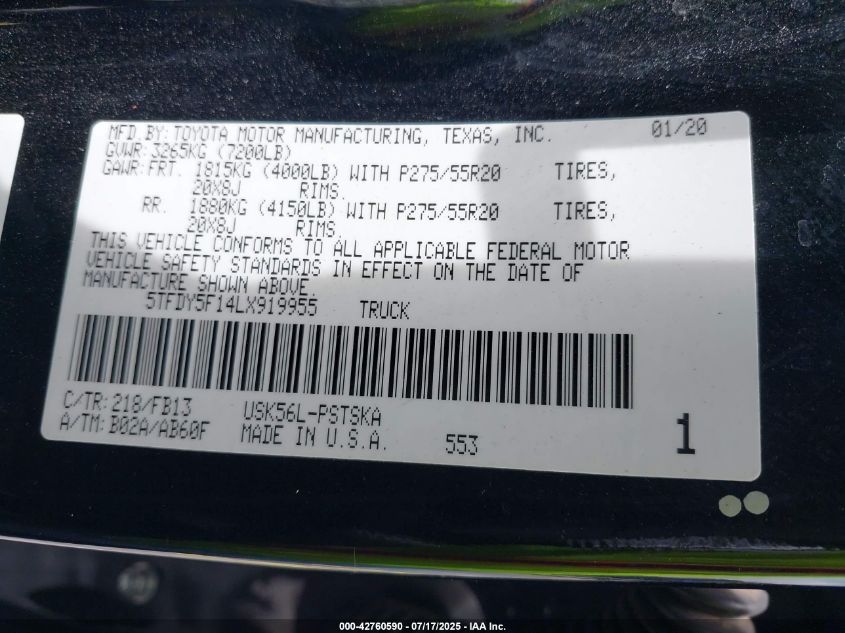 MFD.BY:TOYOTA MOTOR MANUFACTURING, TEXAS, INC. 01/20
GVWR:3265KG (7200LB)
GAWR:FRT. 1815KG (4000LB) WITH P275/55R20 TIRES,
20X8J RIMS.
RR. 1880KG (4150LB) WITH P275/55R20 TIRES,
20X8J RIMS.
THIS VEHICLE CONFORMS TO ALL APPLICABLE FEDERAL MOTOR
VEHICLE SAFETY STANDARDS IN EFFECT ON THE DATE OF
MANUFACTURE SHOWN ABOVE.
5TFDY5F14LX919955 TRUCK
C/TR:218/FB13 USK56L-PSTSKA
A/TM:B02A/AB60F MADE IN U.S.A. 553 1
000-42760590 - 07/17/2025 - IAA Inc.